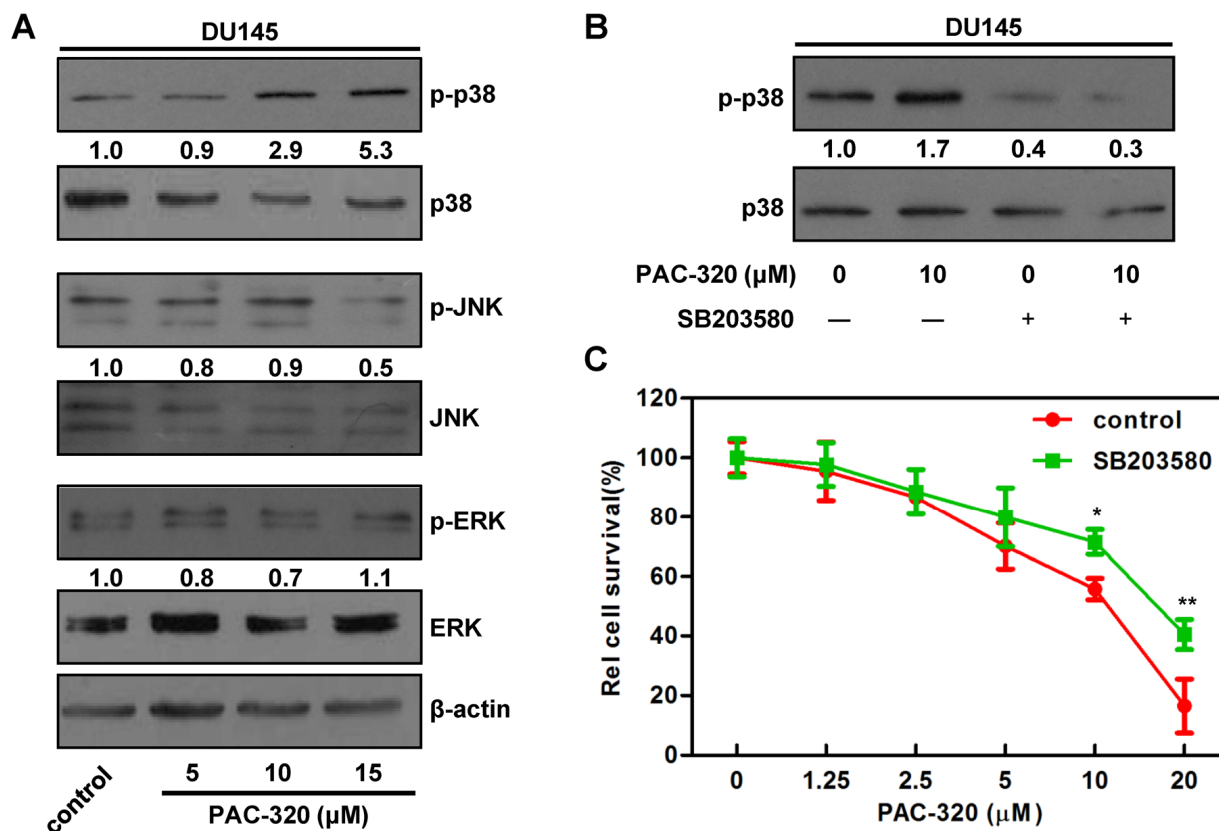 A
DU145
p-p38
1.0 0.9 2.9 5.3
p38
p-JNK
1.0 0.8 0.9 0.5
JNK
p-ERK
1.0 0.8 0.7 1.1
ERK
β-actin
control
5 10 15
PAC-320 (μM)
B
DU145
p-p38
1.0 1.7 0.4 0.3
p38
PAC-320 (μM) 0 10 0 10
SB203580 — — + +
C
120
100
80
60
40
20
0
Rel cell survival(%)
control
SB203580
*
**
0 1.25 2.5 5 10 20
PAC-320 (μM)